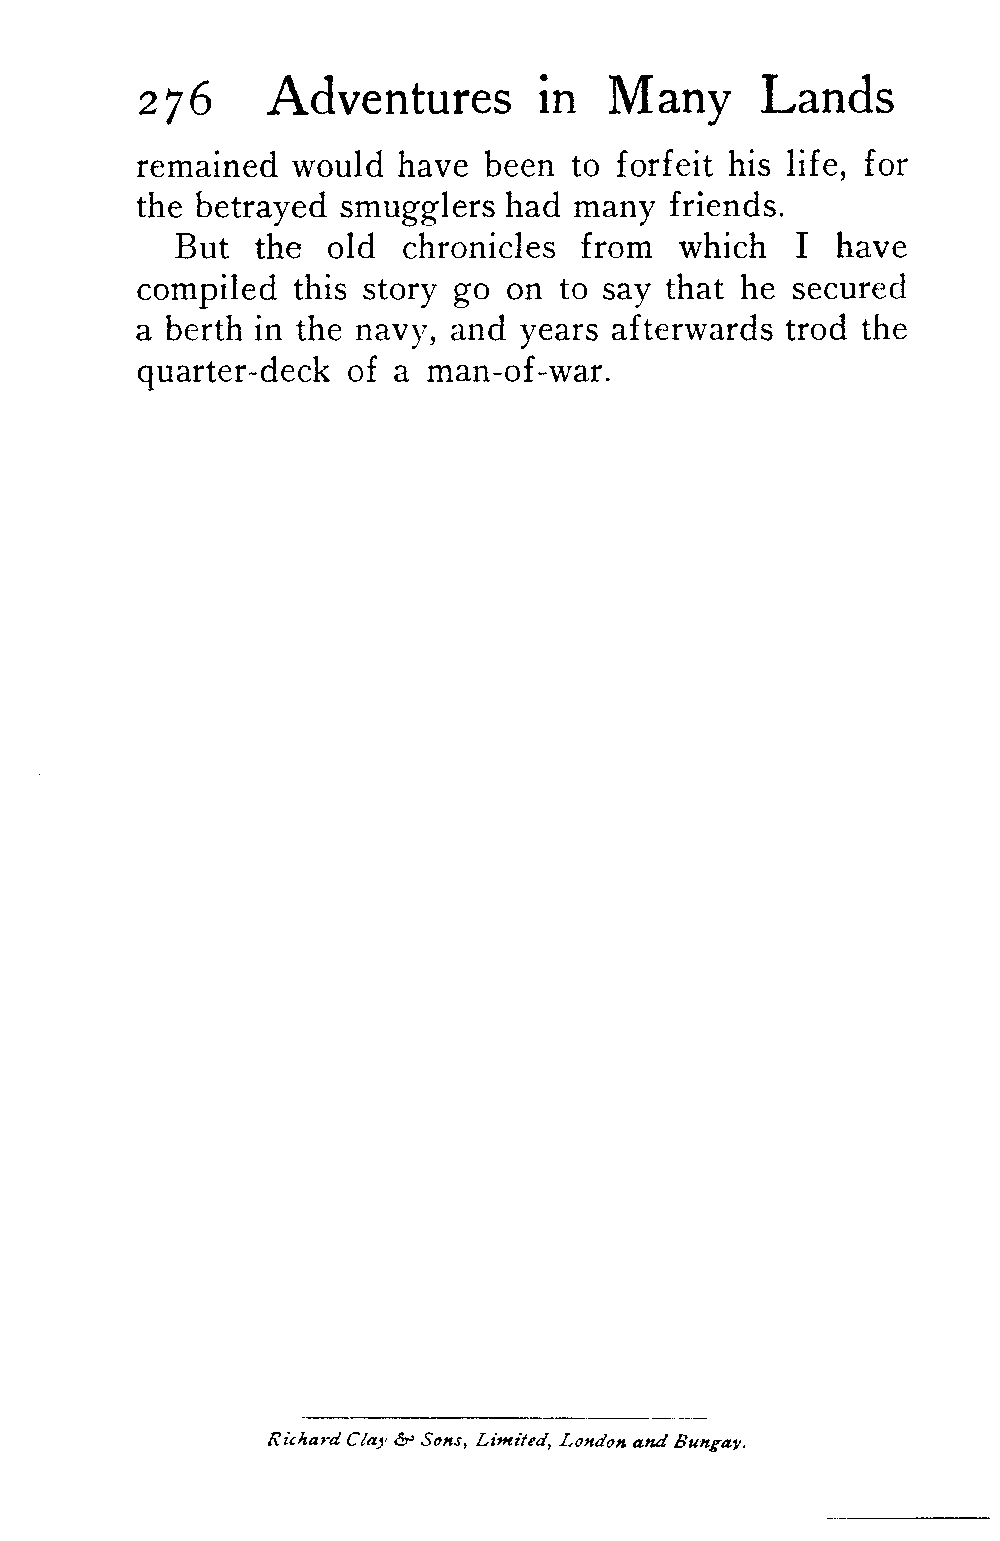 276 Adventures in Many Lands
remained would have been to forfeit his life, for
the betrayed smugglers had many friends.
But the old chronicles from which I have
compiled this story go on to say that he secured
a berth in the navy, and years afterwards trod the
quarter-deck of a man-of-war.
Richard Clay & Sons, Limited, London and Bungay.